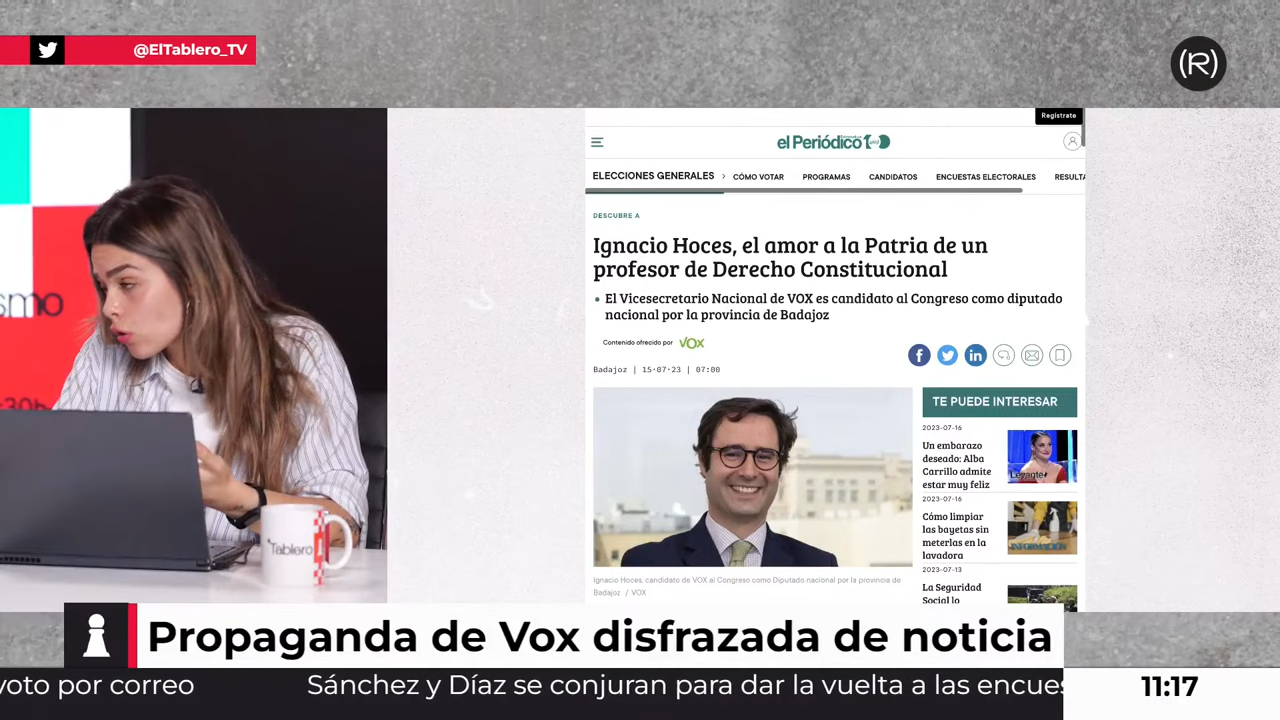 @ElTablero_TV
(R)
Regístrate
el Periódico
ELECCIONES GENERALES > CÓMO VOTAR PROGRAMAS CANDIDATOS ENCUESTAS ELECTORALES RESULTA
DESCUBRE A
Ignacio Hoces, el amor a la Patria de un
profesor de Derecho Constitucional
• El Vicesecretario Nacional de VOX es candidato al Congreso como diputado
nacional por la provincia de Badajoz
Contenido ofrecido por VOX
Badajoz | 15·07·23 | 07:00
TE PUEDE INTERESAR
2023-07-16
Un embarazo
deseado: Alba
Carrillo admite
estar muy feliz
Levante
2023-07-16
Cómo limpiar
las bayetas sin
meterlas en la
lavadora
INFORMACIÓN
2023-07-13
La Seguridad
Social lo
Ignacio Hoces, candidato de VOX al Congreso como Diputado nacional por la provincia de
Badajoz / VOX
smo
:30h
Tablero
Propaganda de Vox disfrazada de noticia
voto por correo Sánchez y Díaz se conjuran para dar la vuelta a las encues
11:17